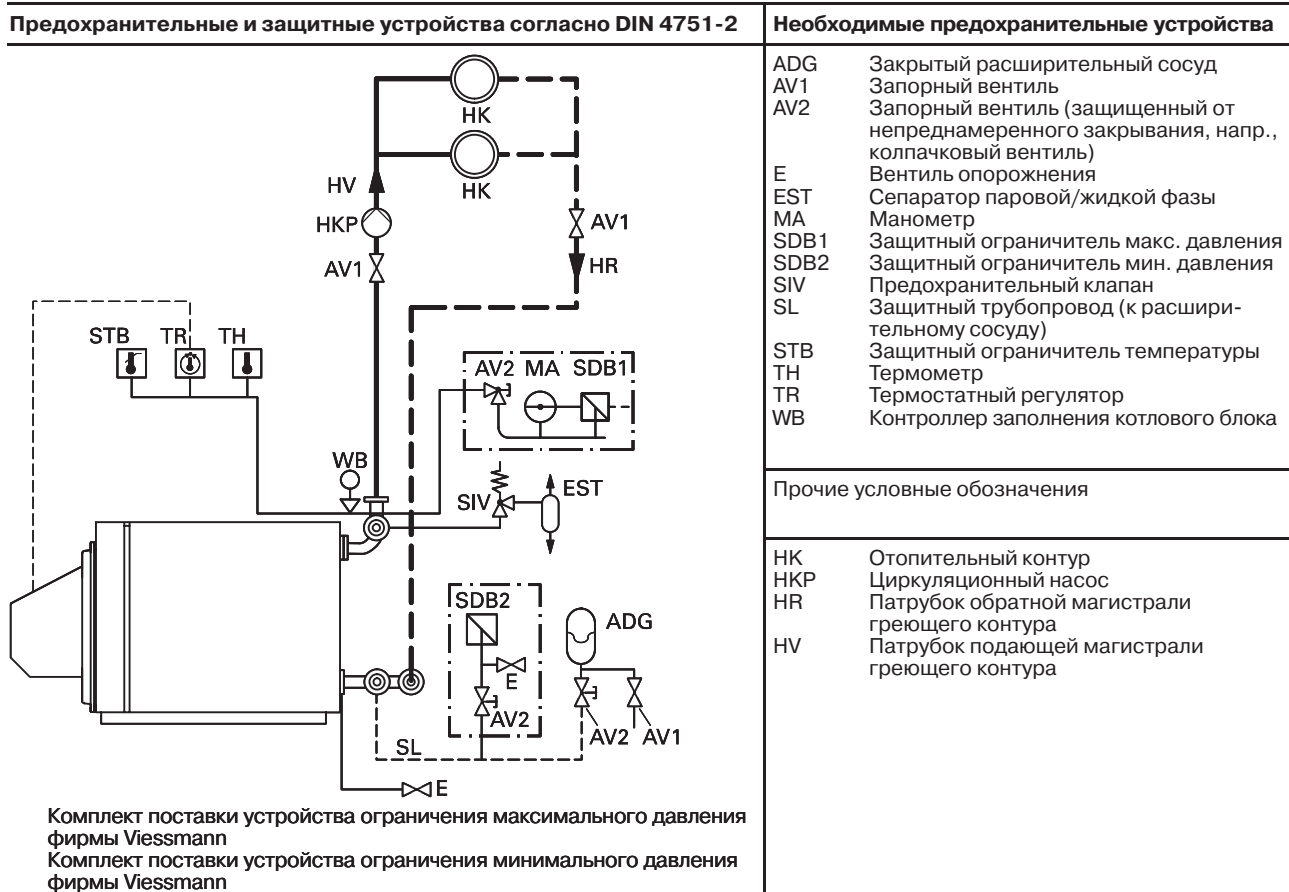 Предохранительные и защитные устройства согласно DIN 4751-2
HK
HK
HV
HKP
AV1
AV1
HR
STB TR TH
AV2 MA SDB1
WB
SIV
EST
SDB2
ADG
E
AV2
AV2 AV1
SL
E
Комплект поставки устройства ограничения максимального давления
фирмы Viessmann
Комплект поставки устройства ограничения минимального давления
фирмы Viessmann
Необходимые предохранительные устройства
ADG Закрытый расширительный сосуд
AV1 Запорный вентиль
AV2 Запорный вентиль (защищенный от
непреднамеренного закрывания, напр.,
колпачковый вентиль)
E Вентиль опорожнения
EST Сепаратор паровой/жидкой фазы
MA Манометр
SDB1 Защитный ограничитель макс. давления
SDB2 Защитный ограничитель мин. давления
SIV Предохранительный клапан
SL Защитный трубопровод (к расшири-
тельному сосуду)
STB Защитный ограничитель температуры
TH Термометр
TR Термостатный регулятор
WB Контроллер заполнения котлового блока
Прочие условные обозначения
HK Отопительный контур
HKP Циркуляционный насос
HR Патрубок обратной магистрали
греющего контура
HV Патрубок подающей магистрали
греющего контура